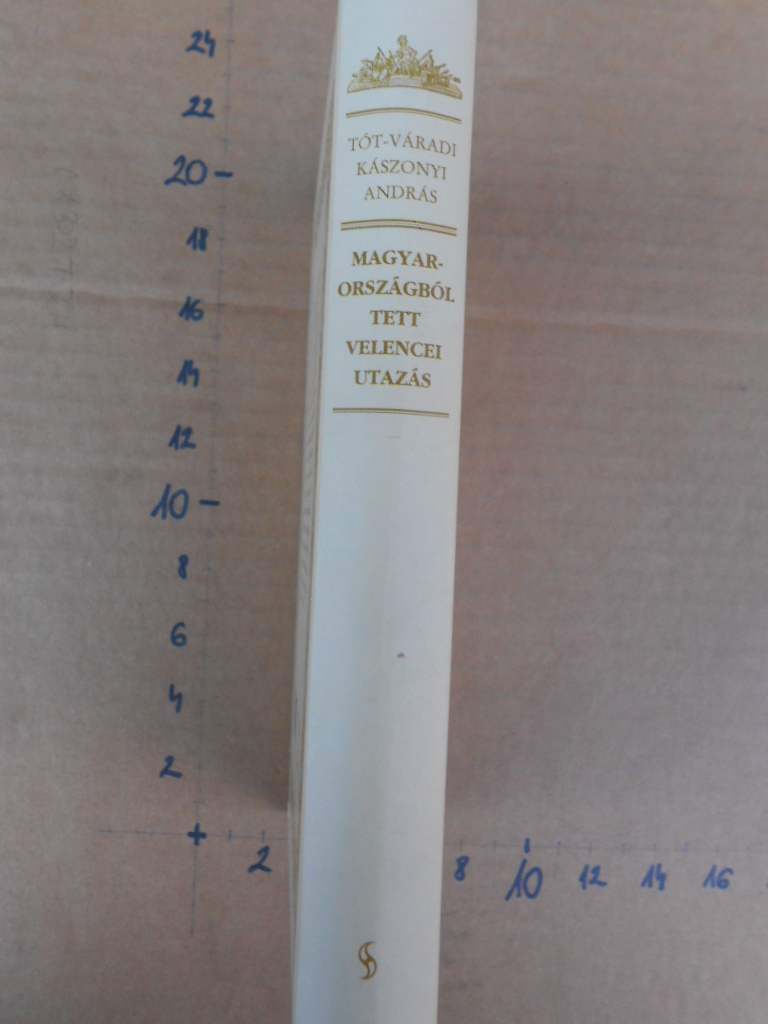 24
22
20
18
16
14
12
10
8
6
4
2
2
8
10
12
14
16
TÓT-VÁRADI
KÁSZONYI
ANDRÁS
MAGYAR-
ORSZÁGBÓL
TETT
VELENCEI
UTAZÁS